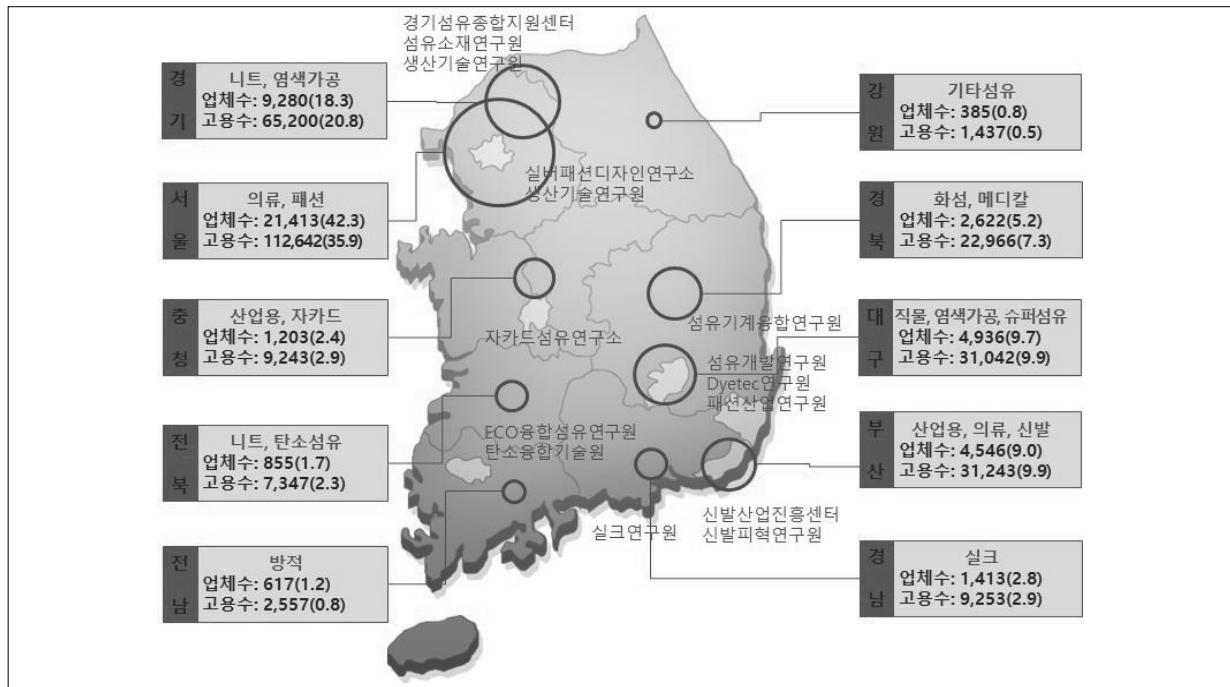 경기섬유종합지원센터
섬유소재연구원
생산기술연구원
경기
니트, 염색가공
업체수: 9,280(18.3)
고용수: 65,200(20.8)
서울
의류, 패션
업체수: 21,413(42.3)
고용수: 112,642(35.9)
충청
산업용, 자카드
업체수: 1,203(2.4)
고용수: 9,243(2.9)
전북
니트, 탄소섬유
업체수: 855(1.7)
고용수: 7,347(2.3)
전남
방적
업체수: 617(1.2)
고용수: 2,557(0.8)
실버패션디자인연구소
생산기술연구원
자카드섬유연구소
섬유기계융합연구원
섬유개발연구원
Dyetec연구원
패션산업연구원
ECO융합섬유연구원
탄소융합기술원
실크연구원
신발산업진흥센터
신발피혁연구원
강원
기타섬유
업체수: 385(0.8)
고용수: 1,437(0.5)
경북
화섬, 메디칼
업체수: 2,622(5.2)
고용수: 22,966(7.3)
대구
직물, 염색가공, 슈퍼섬유
업체수: 4,936(9.7)
고용수: 31,042(9.9)
부산
산업용, 의류, 신발
업체수: 4,546(9.0)
고용수: 31,243(9.9)
경남
실크
업체수: 1,413(2.8)
고용수: 9,253(2.9)